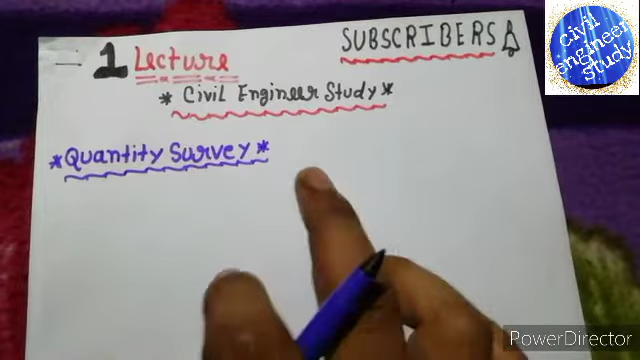 SUBSCRIBERS
1 Lecture
* Civil Engineer Study *
* Quantity Survey *
civil
engineer
study
PowerDirector